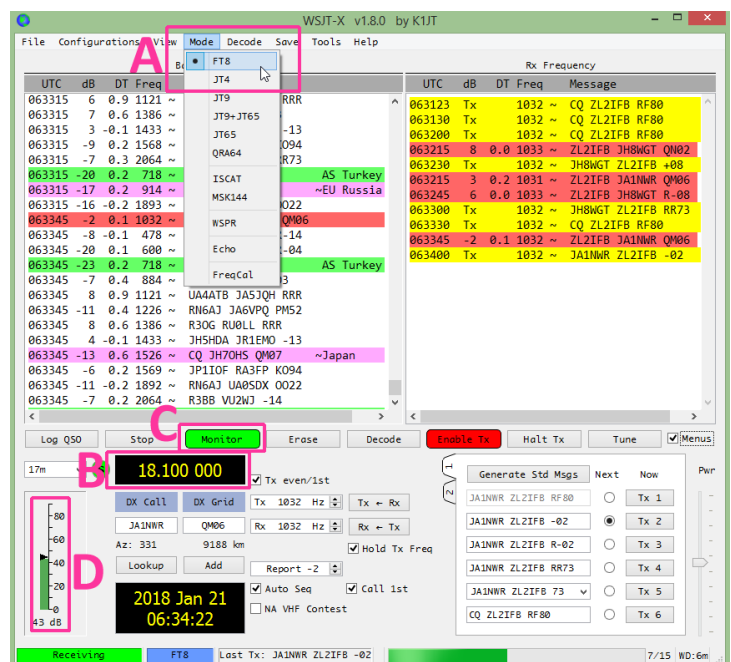 WSJT-X v1.8.0 by K1JT
File Configurations View Mode Decode Save Tools Help
A
FT8
JT4
JT9
JT9+JT65
JT65
QRA64
ISCAT
MSK144
WSPR
Echo
FreqCal
UTC dB DT Freq
063315 6 0.9 1121 ~ RRR
063315 7 0.6 1386 ~
063315 3 -0.1 1433 ~ -13
063315 -9 0.2 1568 ~ KO94
063315 -7 0.3 2064 ~ RR73
063315 -20 0.2 718 ~ AS Turkey
063315 -17 0.2 914 ~ ~EU Russia
063315 -16 -0.2 1893 ~ OO22
063345 -2 0.1 1032 ~ QM06
063345 -8 -0.1 478 ~ -14
063345 -20 0.1 600 ~ -04
063345 -23 0.2 718 ~ AS Turkey
063345 -7 0.4 884 ~
063345 8 0.9 1121 ~ UA4ATB JA5JQH RRR
063345 -11 0.4 1226 ~ RN6AJ JA6VPQ PM52
063345 8 0.6 1386 ~ R3OG RU0LL RRR
063345 4 -0.1 1433 ~ JH5HDA JR1EMO -13
063345 -13 0.6 1526 ~ CQ JH7OHS QM07 ~Japan
063345 -6 0.2 1569 ~ JP1IOF RA3FP KO94
063345 -11 -0.2 1892 ~ RN6AJ UA0SDX OO22
063345 -7 0.2 2064 ~ R3BB VU2WJ -14
Rx Frequency
UTC dB DT Freq Message
063123 Tx 1032 ~ CQ ZL2IFB RF80
063130 Tx 1032 ~ CQ ZL2IFB RF80
063200 Tx 1032 ~ CQ ZL2IFB RF80
063215 8 0.0 1033 ~ ZL2IFB JH8WGT QN02
063230 Tx 1032 ~ JH8WGT ZL2IFB +08
063215 3 0.2 1031 ~ ZL2IFB JA1NWR QM06
063245 6 0.0 1033 ~ ZL2IFB JH8WGT R-08
063300 Tx 1032 ~ JH8WGT ZL2IFB RR73
063330 Tx 1032 ~ CQ ZL2IFB RF80
063345 -2 0.1 1032 ~ ZL2IFB JA1NWR QM06
063400 Tx 1032 ~ JA1NWR ZL2IFB -02
C
Log QSO Stop Monitor Erase Decode Enable Tx Halt Tx Tune Menus
17m B 18.100 000
Tx even/1st
DX Call DX Grid Tx 1032 Hz Tx ← Rx
JA1NWR QM06 Rx 1032 Hz Rx ← Tx
Az: 331 9188 km Hold Tx Freq
Lookup Add Report -2
Auto Seq Call 1st
NA VHF Contest
2018 Jan 21
06:34:22
-80
-60
-40
-20
-0
43 dB
D
1
2
Generate Std Msgs Next Now Pwr
JA1NWR ZL2IFB RF80 Tx 1
JA1NWR ZL2IFB -02 Tx 2
JA1NWR ZL2IFB R-02 Tx 3
JA1NWR ZL2IFB RR73 Tx 4
JA1NWR ZL2IFB 73 Tx 5
CQ ZL2IFB RF80 Tx 6
Receiving FT8 Last Tx: JA1NWR ZL2IFB -02 7/15 WD:6m